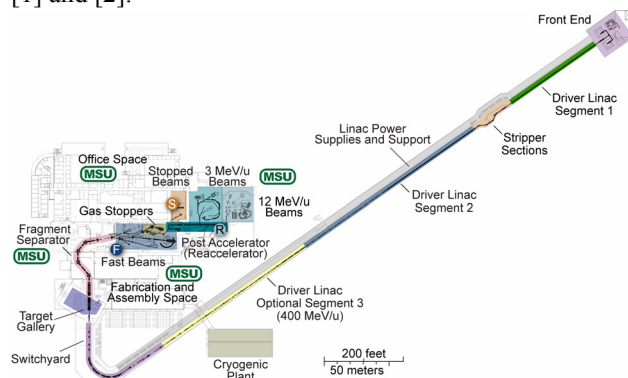 [1] and [2].
Front End
Driver Linac
Segment 1
Stripper
Sections
Linac Power
Supplies and Support
Driver Linac
Segment 2
Office Space
MSU
Stopped
Beams
3 MeV/u
Beams
MSU
S
12 MeV/u
Beams
Gas Stoppers
R
Fragment
Separator
MSU
F
Fast Beams
Post Accelerator
(Reaccelerator)
MSU
Fabrication and
Assembly Space
Driver Linac
Optional Segment 3
(400 MeV/u)
Target
Gallery
Switchyard
Cryogenic
Plant
200 feet
50 meters